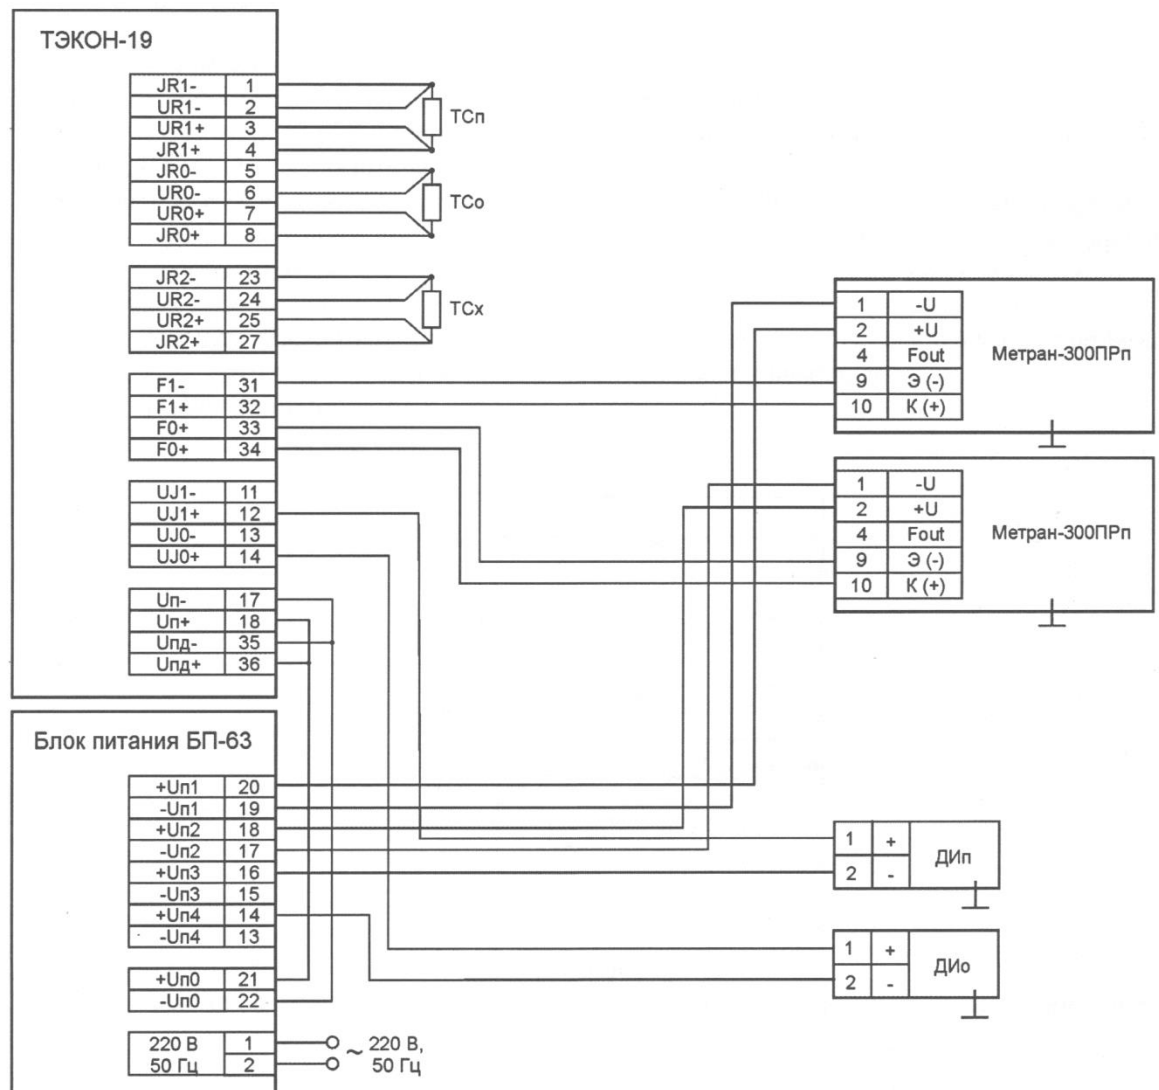 ТЭКОН-19
JR1- 1
UR1- 2
UR1+ 3
JR1+ 4
JR0- 5
UR0- 6
UR0+ 7
JR0+ 8
ТСп
ТСо
JR2- 23
UR2- 24
UR2+ 25
JR2+ 27
ТСх
F1- 31
F1+ 32
F0+ 33
F0+ 34
UJ1- 11
UJ1+ 12
UJ0- 13
UJ0+ 14
Uп- 17
Uп+ 18
Uпд- 35
Uпд+ 36
1 -U
2 +U
4 Fout
9 Э (-)
10 К (+)
Метран-300ПРп
1 -U
2 +U
4 Fout
9 Э (-)
10 К (+)
Метран-300ПРп
Блок питания БП-63
+Uп1 20
-Uп1 19
+Uп2 18
-Uп2 17
+Uп3 16
-Uп3 15
+Uп4 14
-Uп4 13
+Uп0 21
-Uп0 22
220 В 1
50 Гц 2
~ 220 В,
50 Гц
1 +
2 -
ДИп
1 +
2 -
ДИо